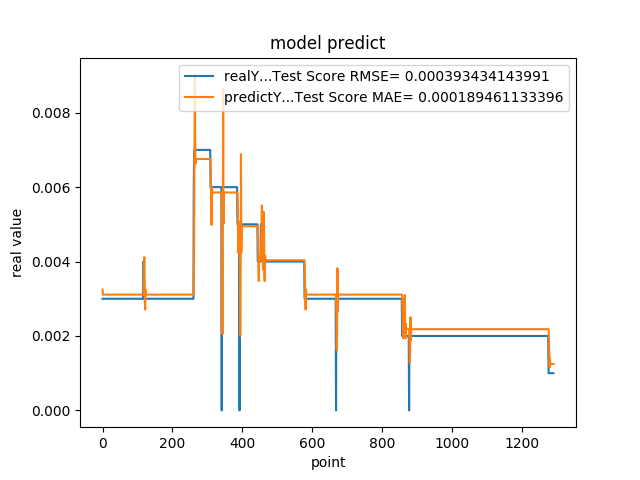 model predict
realY...Test Score RMSE= 0.000393434143991
predictY...Test Score MAE= 0.000189461133396
real value
0.008
0.006
0.004
0.002
0.000
0 200 400 600 800 1000 1200
point